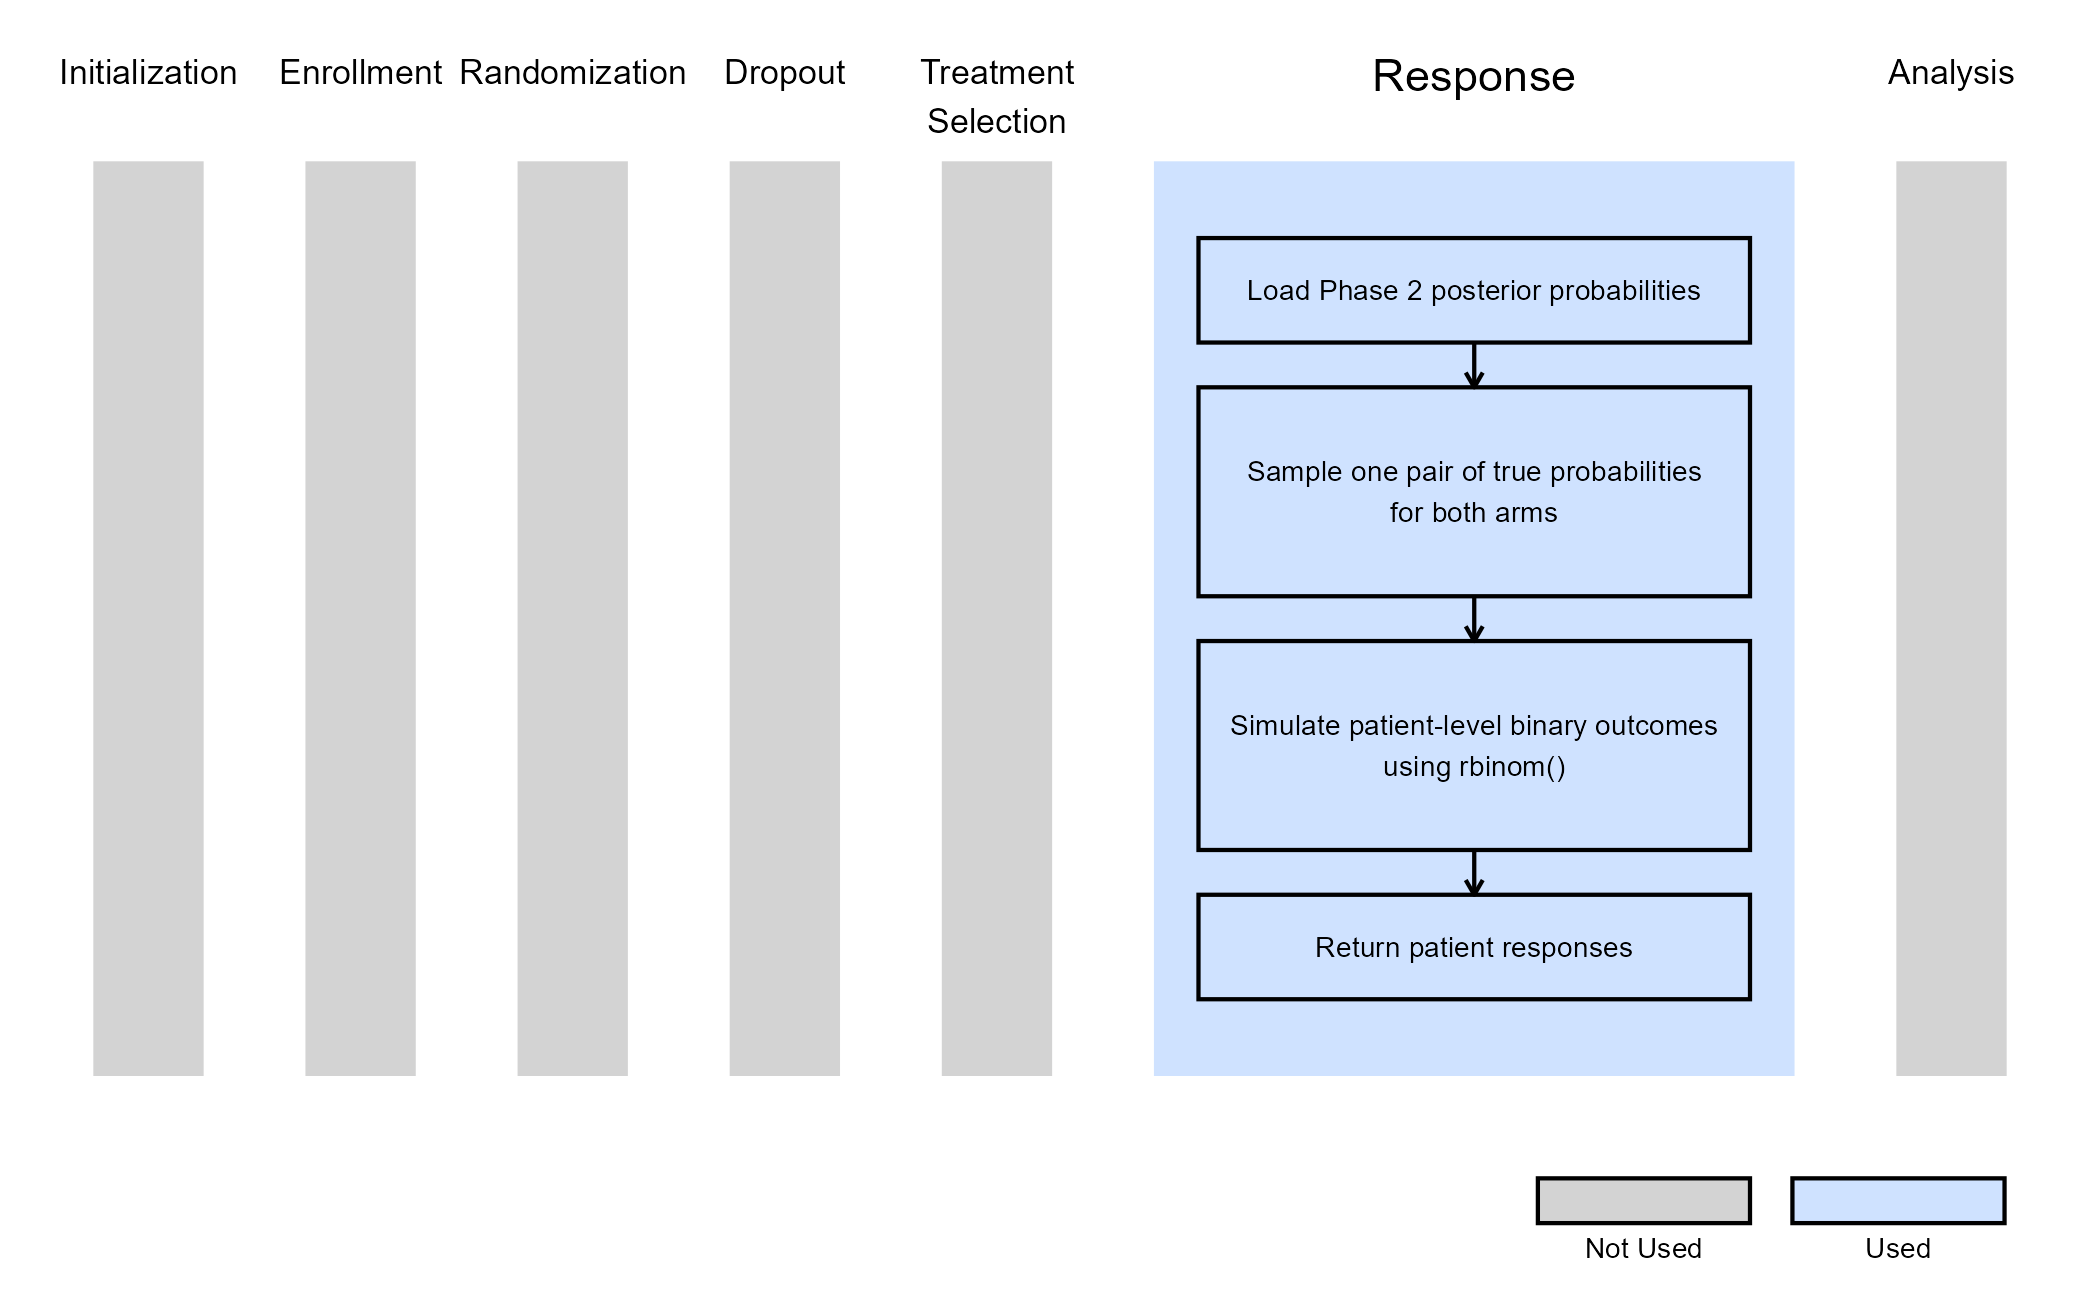 Initialization
Enrollment
Randomization
Dropout
Treatment
Selection
Response
Analysis
Load Phase 2 posterior probabilities
Sample one pair of true probabilities
for both arms
Simulate patient-level binary outcomes
using rbinom()
Return patient responses
Not Used
Used